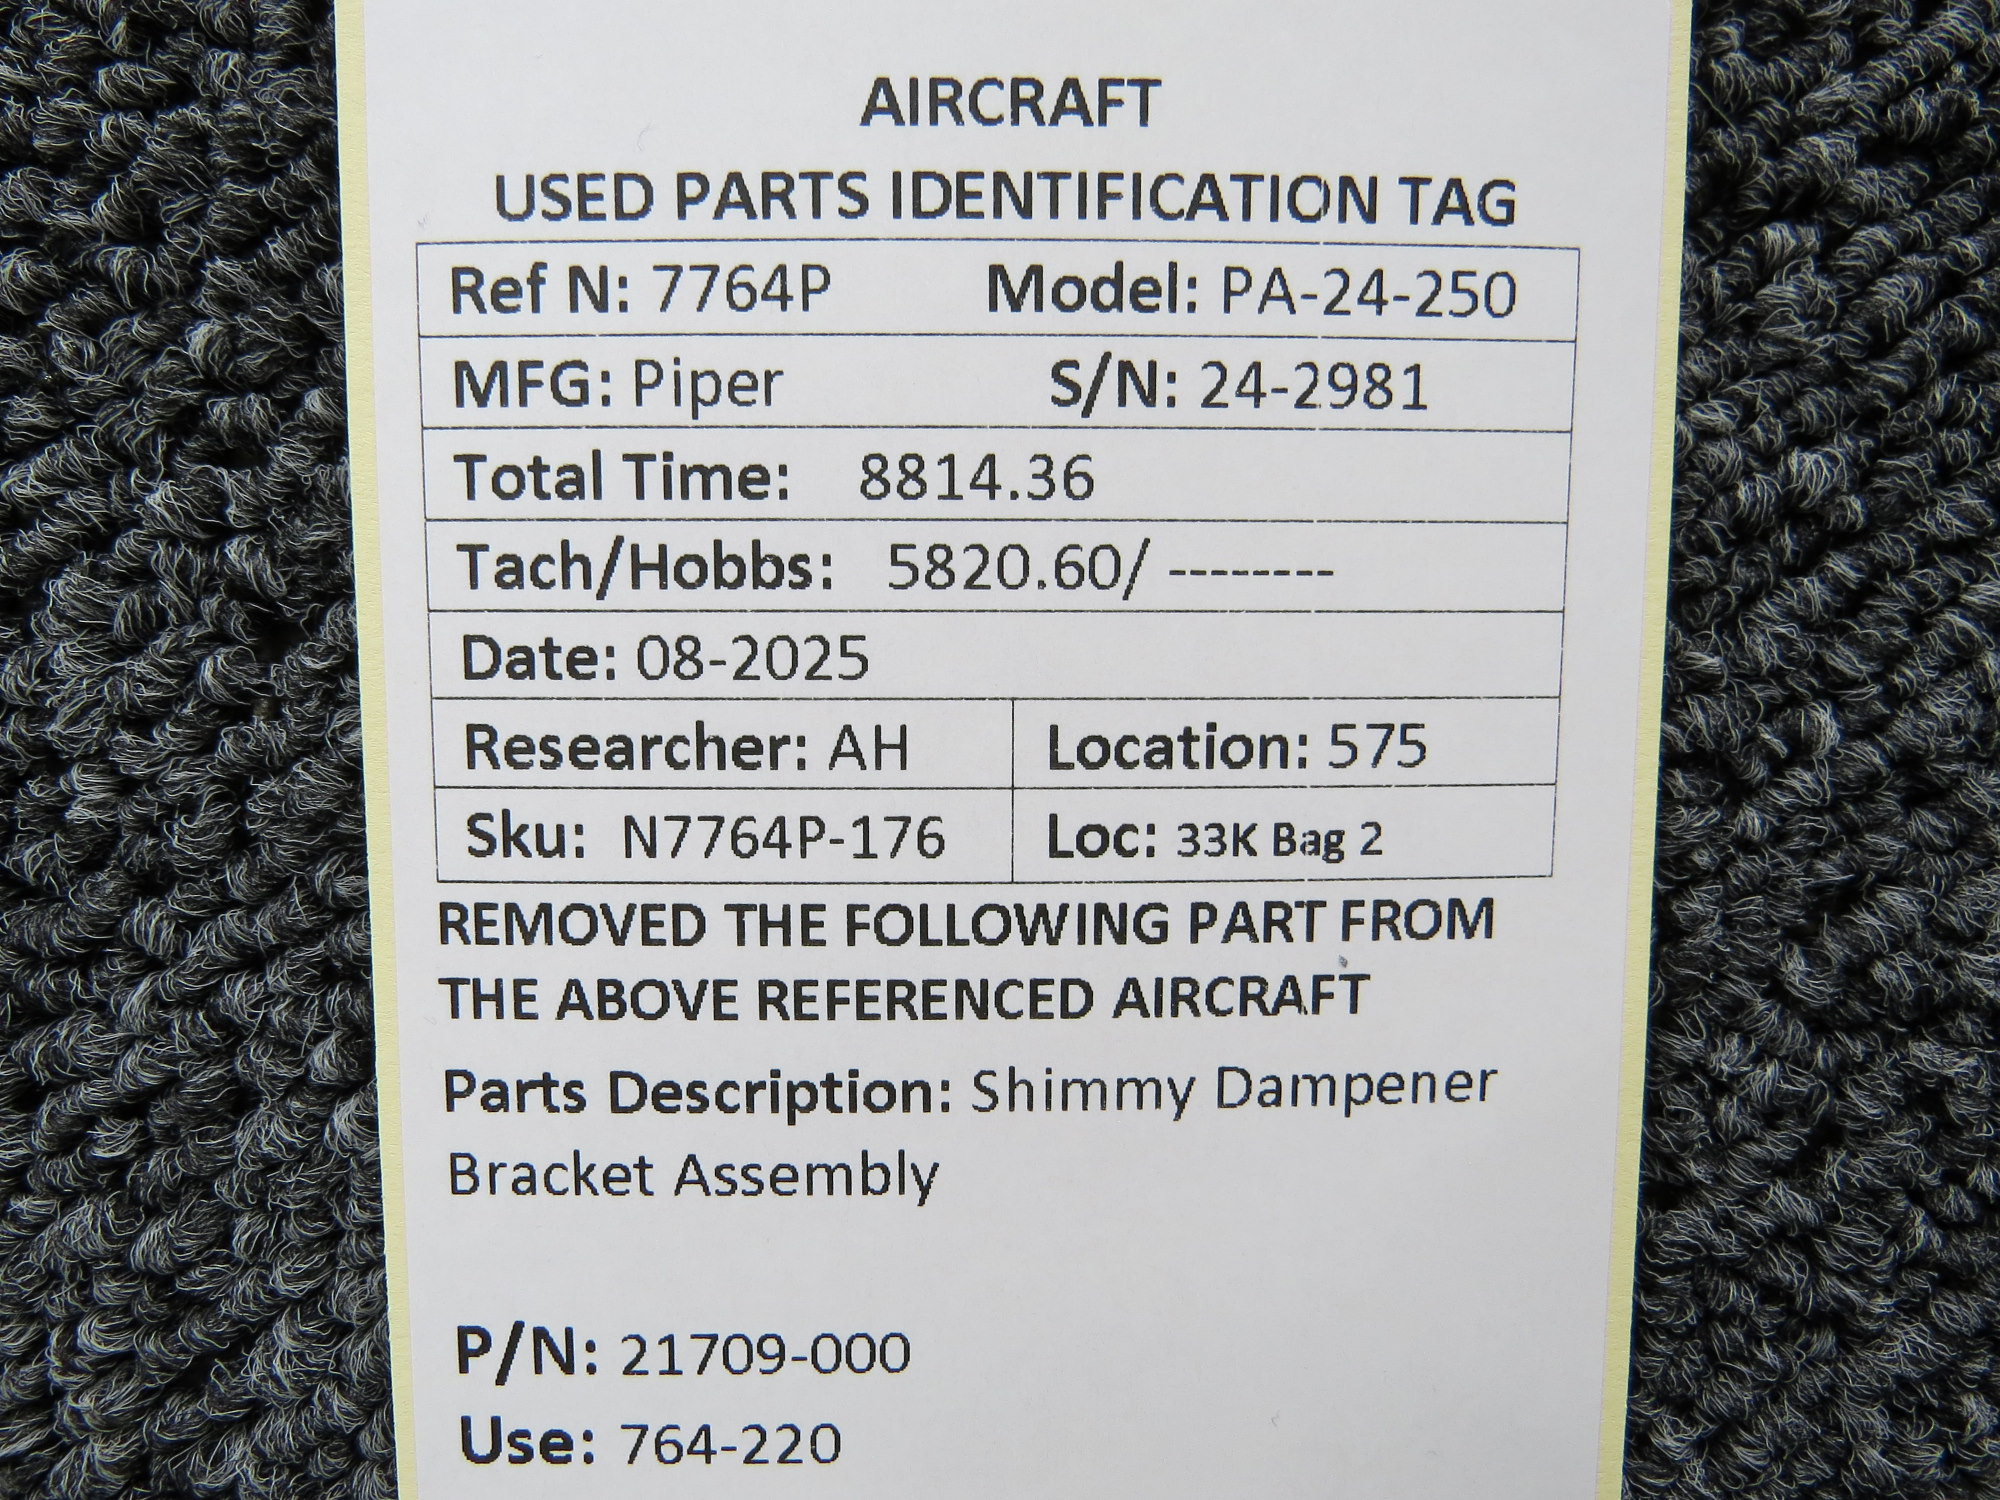 AIRCRAFT
USED PARTS IDENTIFICATION TAG
Ref N: 7764P Model: PA-24-250
MFG: Piper S/N: 24-2981
Total Time: 8814.36
Tach/Hobbs: 5820.60/ --------
Date: 08-2025
Researcher: AH Location: 575
Sku: N7764P-176 Loc: 33K Bag 2
REMOVED THE FOLLOWING PART FROM
THE ABOVE REFERENCED AIRCRAFT
Parts Description: Shimmy Dampener
Bracket Assembly
P/N: 21709-000
Use: 764-220